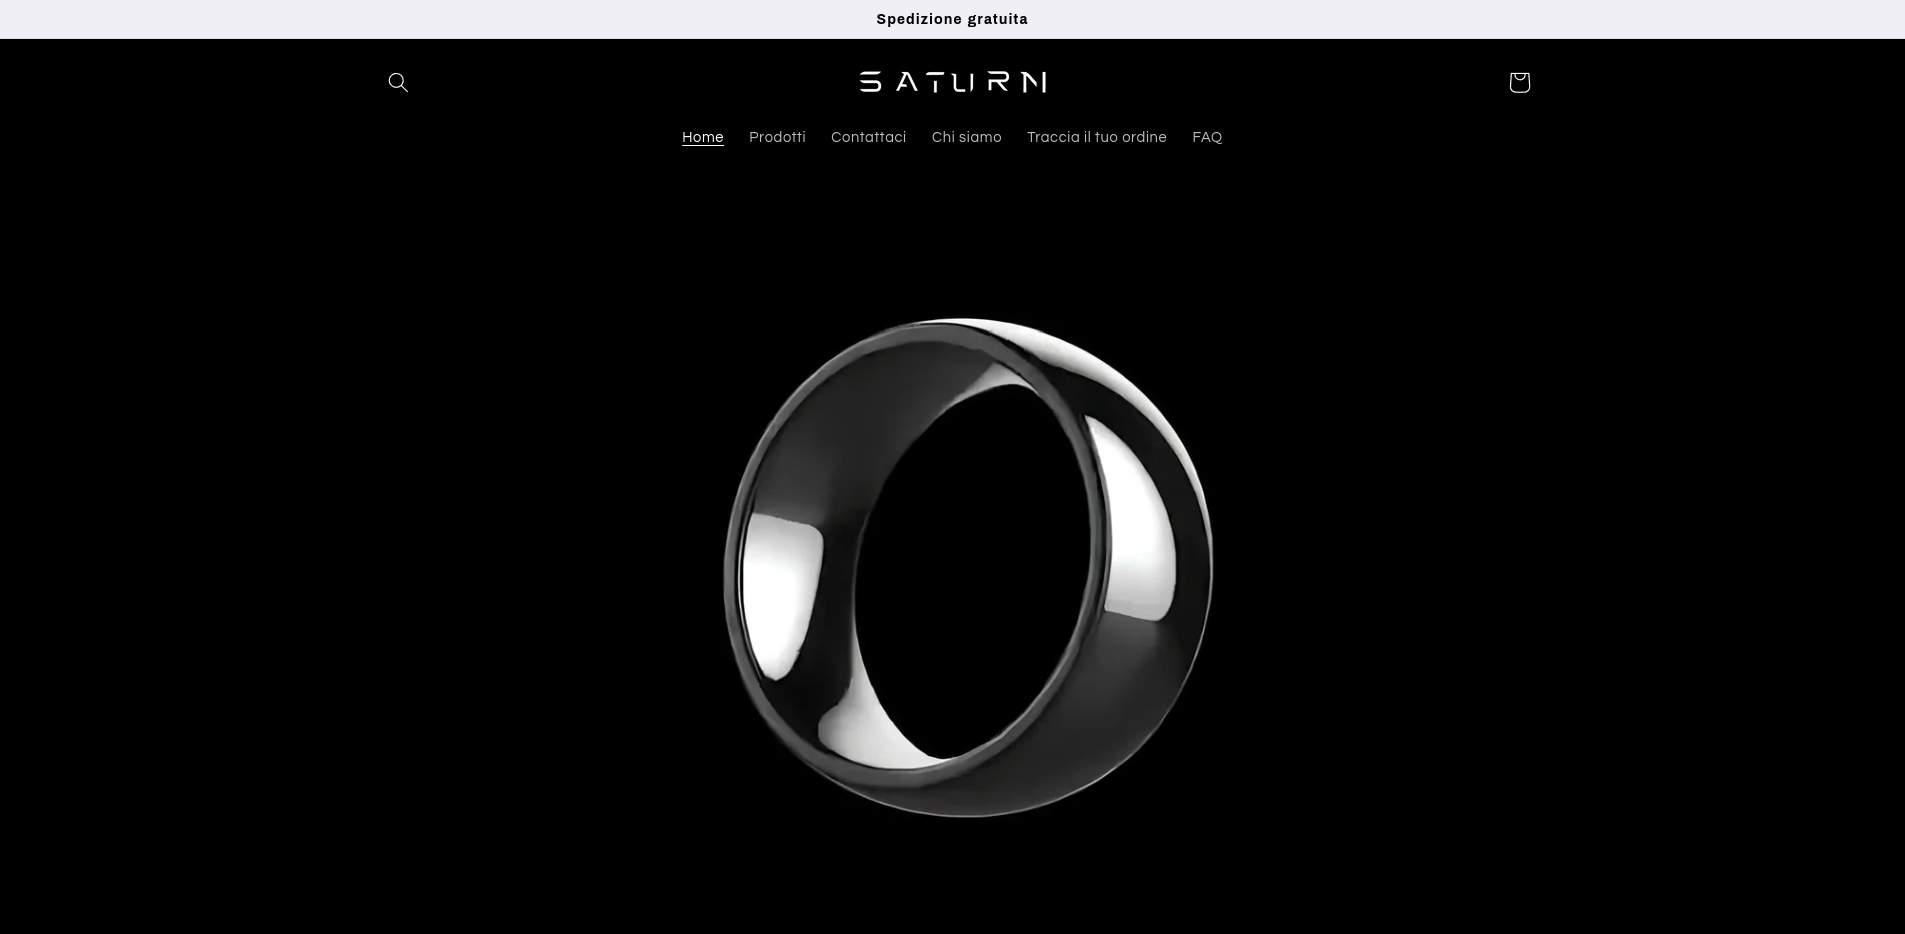 Spedizione gratuita
SATURN
Home Prodotti Contattaci Chi siamo Traccia il tuo ordine FAQ